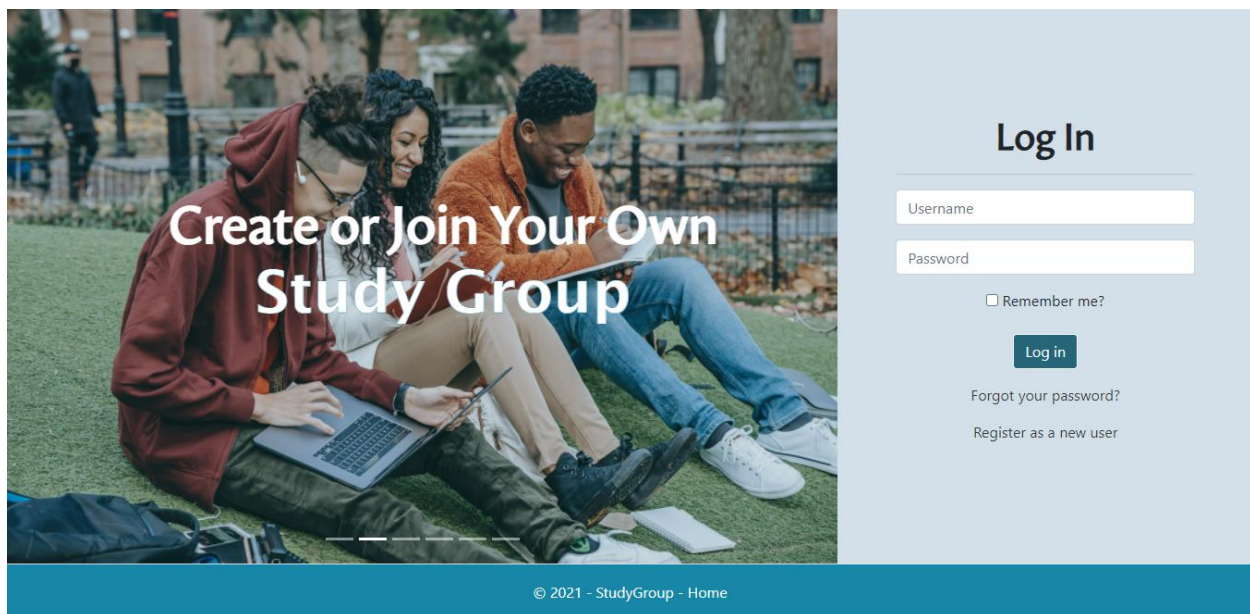 Create or Join Your Own
Study Group
Log In
Username
Password
Remember me?
Log in
Forgot your password?
Register as a new user
© 2021 - StudyGroup - Home